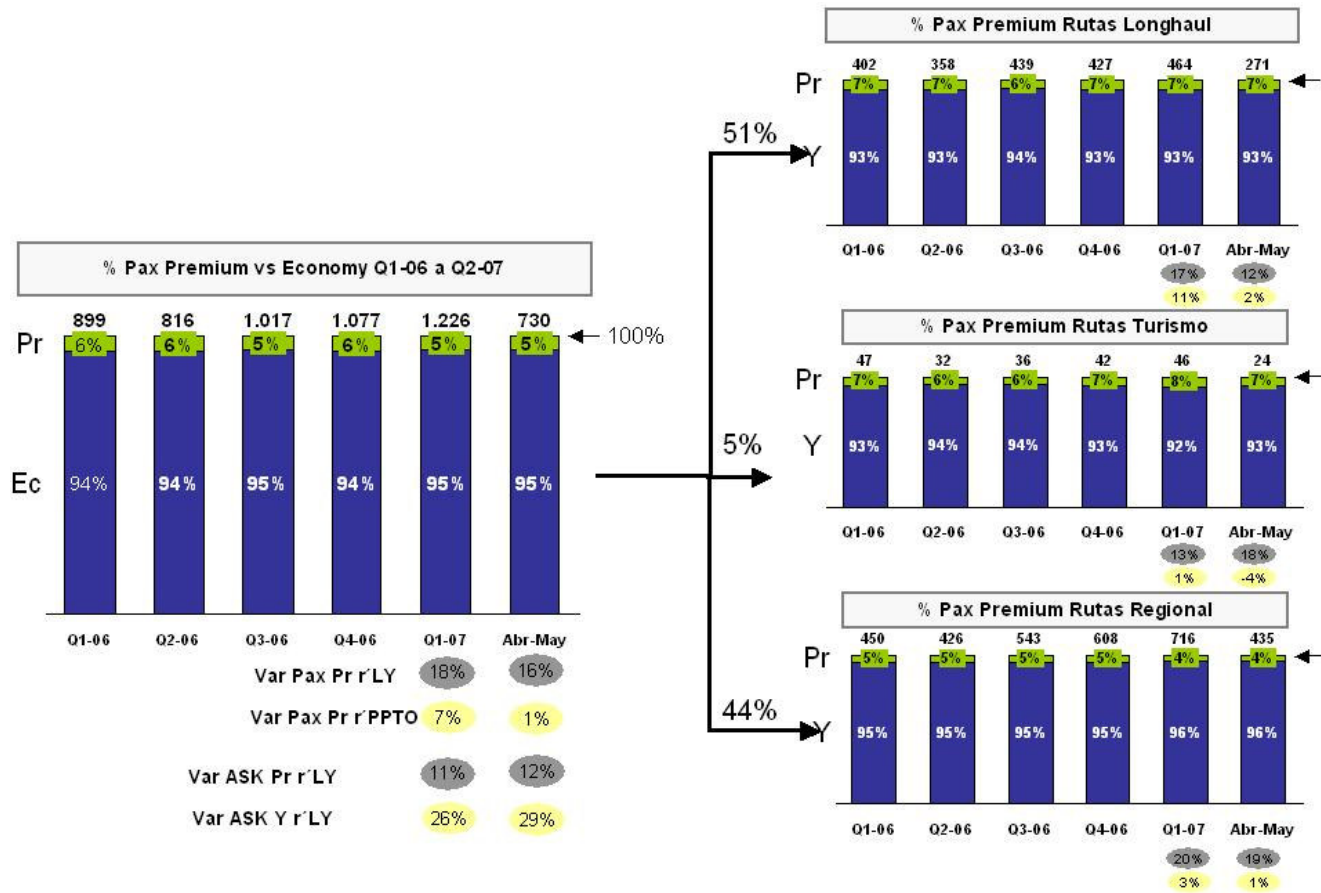 % Pax Premium vs Economy Q1-06 a Q2-07
899 816 1.017 1.077 1.226 730
Pr 6% 6% 5% 6% 5% 5% 100%
Ec 94% 94% 95% 94% 95% 95%
Q1-06 Q2-06 Q3-06 Q4-06 Q1-07 Abr-May
Var Pax Pr r´LY 18% 16%
Var Pax Pr r´PPTO 7% 1%
Var ASK Pr r´LY 11% 12%
Var ASK Y r´LY 26% 29%
51%
5%
44%
% Pax Premium Rutas Longhaul
402 358 439 427 464 271
Pr 7% 7% 6% 7% 7% 7%
Y 93% 93% 94% 93% 93% 93%
Q1-06 Q2-06 Q3-06 Q4-06 Q1-07 Abr-May
17% 12%
11% 2%
% Pax Premium Rutas Turismo
47 32 36 42 46 24
Pr 7% 6% 6% 7% 8% 7%
Y 93% 94% 94% 93% 92% 93%
Q1-06 Q2-06 Q3-06 Q4-06 Q1-07 Abr-May
13% 18%
1% -4%
% Pax Premium Rutas Regional
450 426 543 608 716 435
Pr 5% 5% 5% 5% 4% 4%
Y 95% 95% 95% 95% 96% 96%
Q1-06 Q2-06 Q3-06 Q4-06 Q1-07 Abr-May
20% 19%
3% 1%